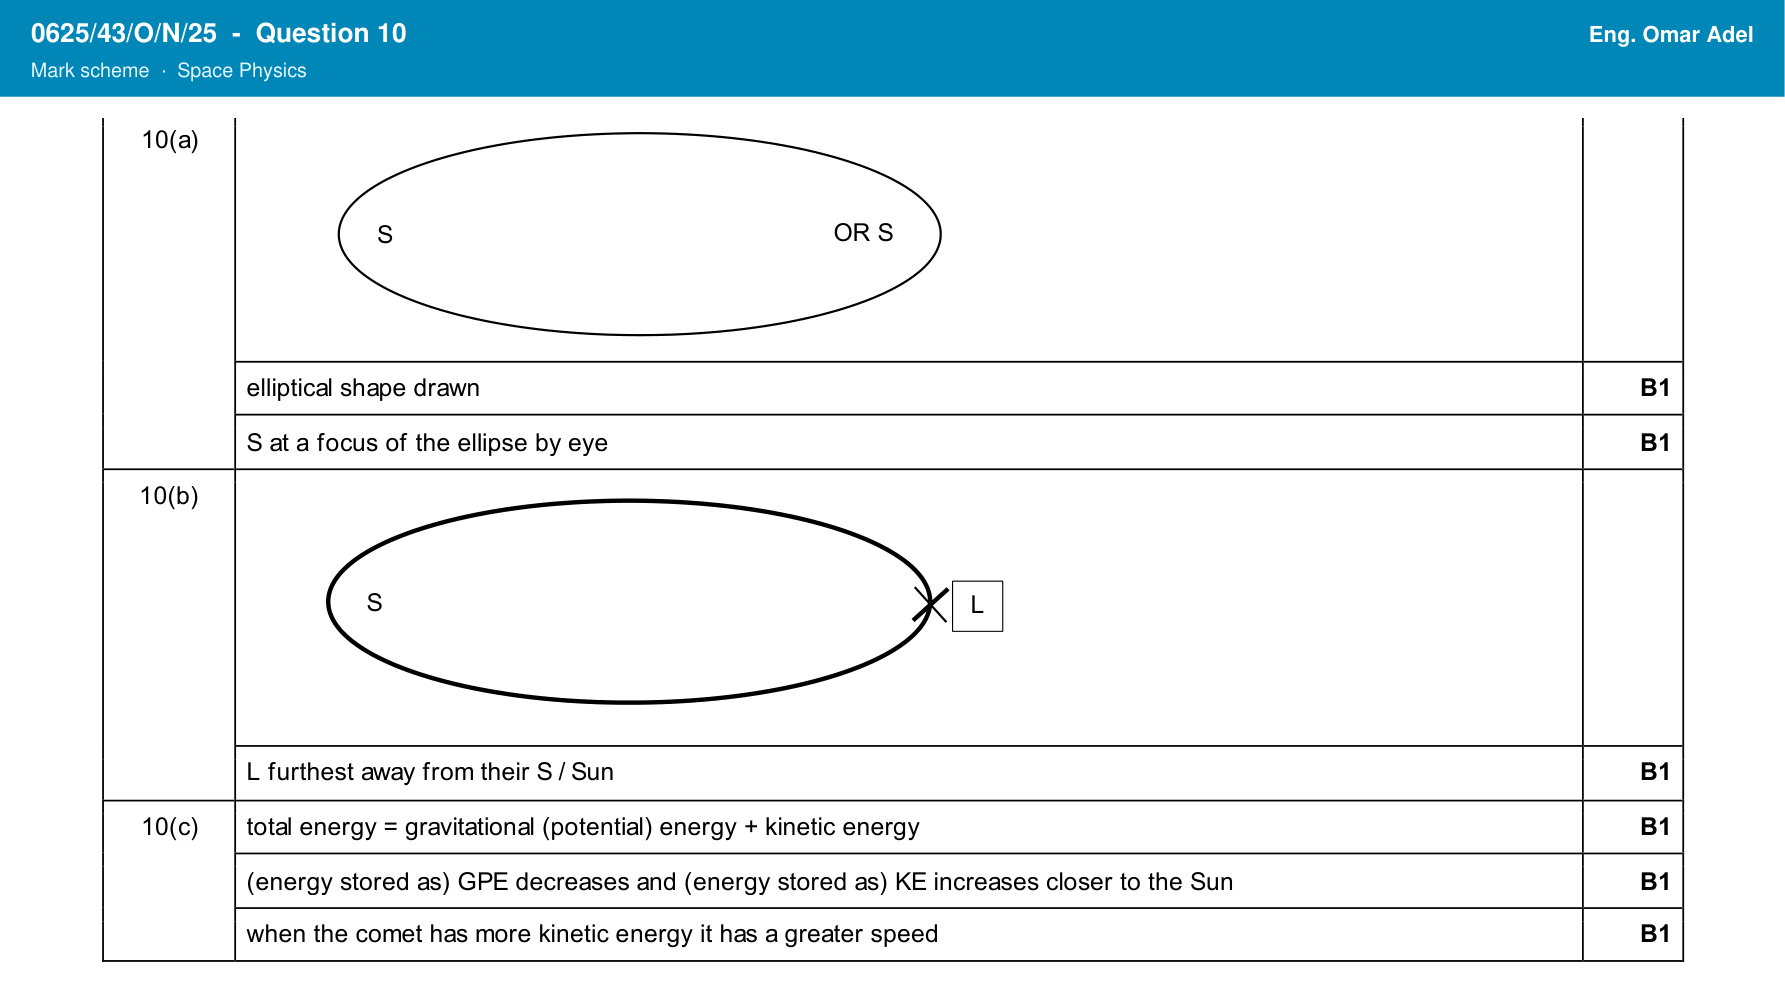 0625/43/O/N/25 - Question 10
Eng. Omar Adel
Mark scheme · Space Physics
10(a)
S
OR S
elliptical shape drawn
B1
S at a focus of the ellipse by eye
B1
10(b)
S
L
L furthest away from their S / Sun
B1
10(c)
total energy = gravitational (potential) energy + kinetic energy
B1
(energy stored as) GPE decreases and (energy stored as) KE increases closer to the Sun
B1
when the comet has more kinetic energy it has a greater speed
B1